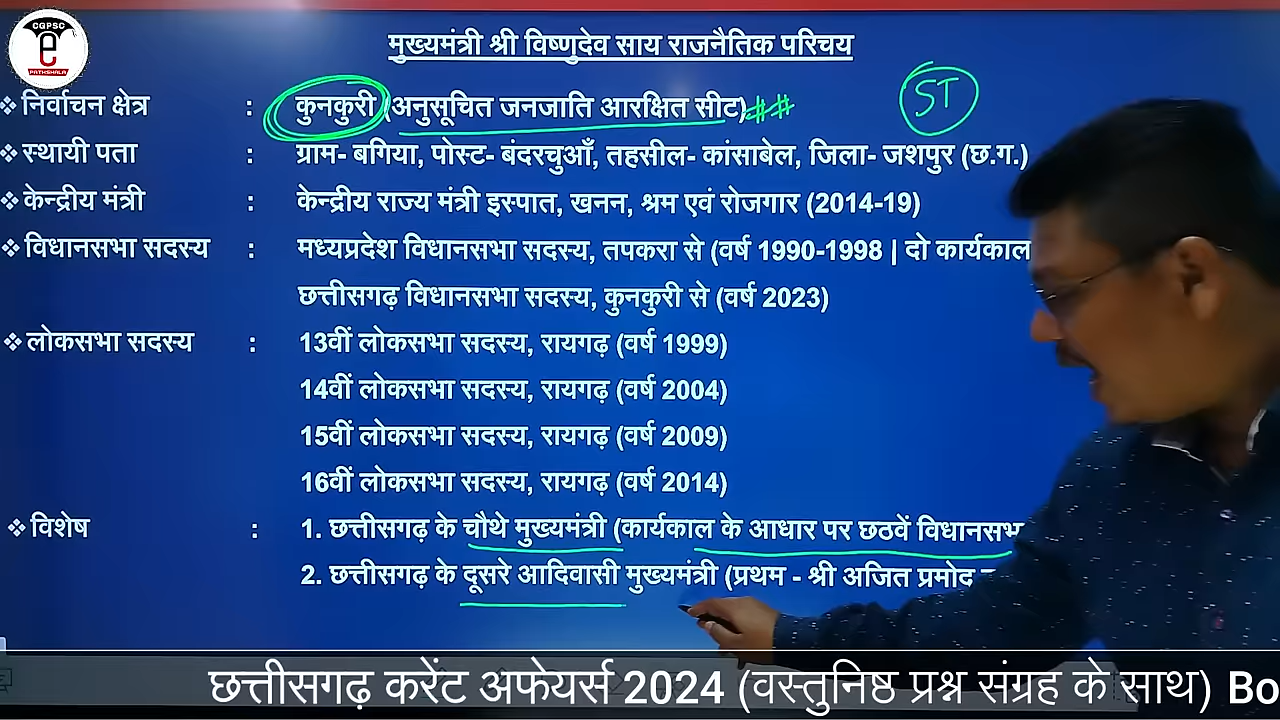 CGPSC
e
PATHSHALA
मुख्यमंत्री श्री विष्णुदेव साय राजनैतिक परिचय
ST
❖ निर्वाचन क्षेत्र : कुनकुरी (अनुसूचित जनजाति आरक्षित सीट)##
❖ स्थायी पता : ग्राम- बगिया, पोस्ट- बंदरचुआँ, तहसील- कांसाबेल, जिला- जशपुर (छ.ग.)
❖ केन्द्रीय मंत्री : केन्द्रीय राज्य मंत्री इस्पात, खनन, श्रम एवं रोजगार (2014-19)
❖ विधानसभा सदस्य : मध्यप्रदेश विधानसभा सदस्य, तपकरा से (वर्ष 1990-1998 | दो कार्यकाल
छत्तीसगढ़ विधानसभा सदस्य, कुनकुरी से (वर्ष 2023)
❖ लोकसभा सदस्य : 13वीं लोकसभा सदस्य, रायगढ़ (वर्ष 1999)
14वीं लोकसभा सदस्य, रायगढ़ (वर्ष 2004)
15वीं लोकसभा सदस्य, रायगढ़ (वर्ष 2009)
16वीं लोकसभा सदस्य, रायगढ़ (वर्ष 2014)
❖ विशेष : 1. छत्तीसगढ़ के चौथे मुख्यमंत्री (कार्यकाल के आधार पर छठवें विधानसभ
2. छत्तीसगढ़ के दूसरे आदिवासी मुख्यमंत्री (प्रथम - श्री अजित प्रमोद
छत्तीसगढ़ करेंट अफेयर्स 2024 (वस्तुनिष्ठ प्रश्न संग्रह के साथ) Bo